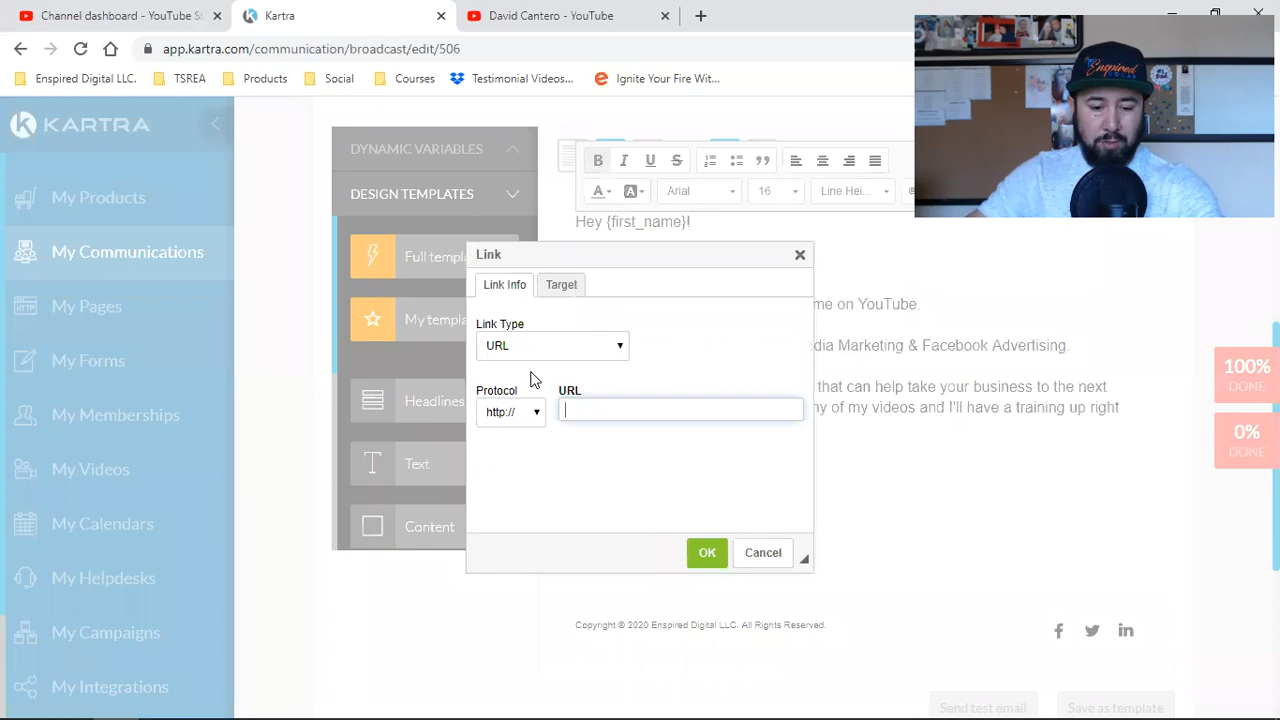 Channel dashboard - YouTube St
Kartra
David Cantero - YouTube
app.kartra.com/communication/broadcast/edit/506
Enspired Digital LLC.
TSREA
Products
Social
Testimonial Videos...
Ignite Your Fire Wit...
Enspired
KARTRA
My Products
My Communications
My Pages
My Forms
My Memberships
My Videos
My Calendars
My Helpdesks
My Campaigns
My Integrations
DYNAMIC VARIABLES
DESIGN TEMPLATES
Full templa
My templa
Headlines
Text
Content
B I U S
A A Arial 16 Line Hei...
Hey {first_name}!
me on YouTube.
dia Marketing & Facebook Advertising.
that can help take your business to the next
ny of my videos and I'll have a training up right
Link
Link Info
Target
Link Type
URL
Protocol
URL
http://
OK
Cancel
100%
DONE
0%
DONE
Copyright © 2020 Enspired Digital LLC. All Rights Reserved.
Send test email
Save as template